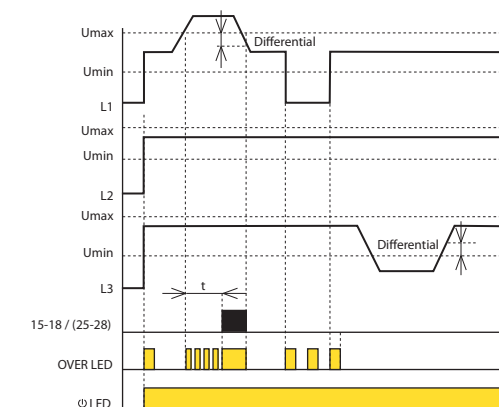 Umax
Differential
Umin
L1
Umax
Umin
L2
Umax
Differential
Umin
L3
t
15-18 / (25-28)
OVER LED
⏻ LED